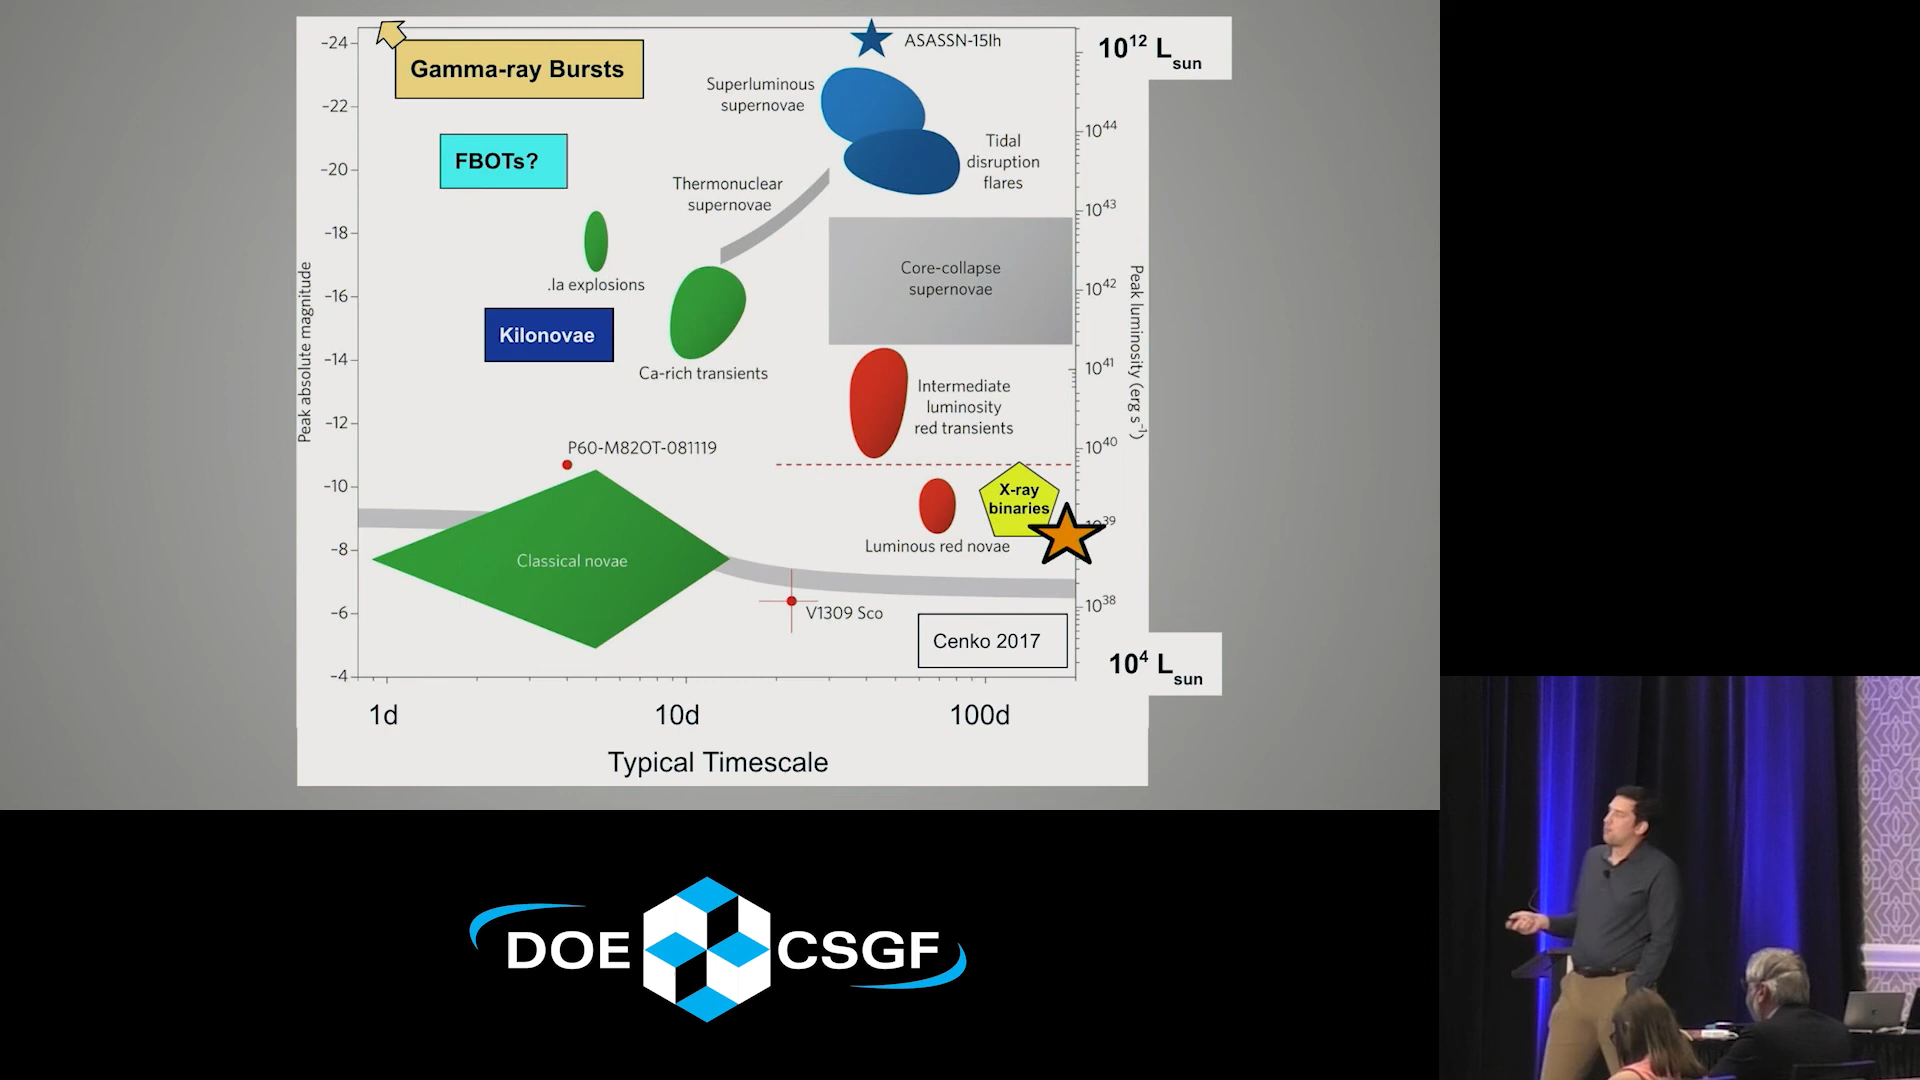 Gamma-ray Bursts
FBOTs?
Kilonovae
X-ray
binaries
ASASSN-15lh
Superluminous
supernovae
Tidal
disruption
flares
Thermonuclear
supernovae
.Ia explosions
Core-collapse
supernovae
Ca-rich transients
Intermediate
luminosity
red transients
P60-M82OT-081119
Luminous red novae
Classical novae
V1309 Sco
Cenko 2017
Peak absolute magnitude
–24
–22
–20
–18
–16
–14
–12
–10
–8
–6
–4
1d
10d
100d
Typical Timescale
10¹² Lsun
10⁴⁴
10⁴³
10⁴²
10⁴¹
10⁴⁰
10³⁸
Peak luminosity (erg s⁻¹)
10⁴ Lsun
DOE CSGF